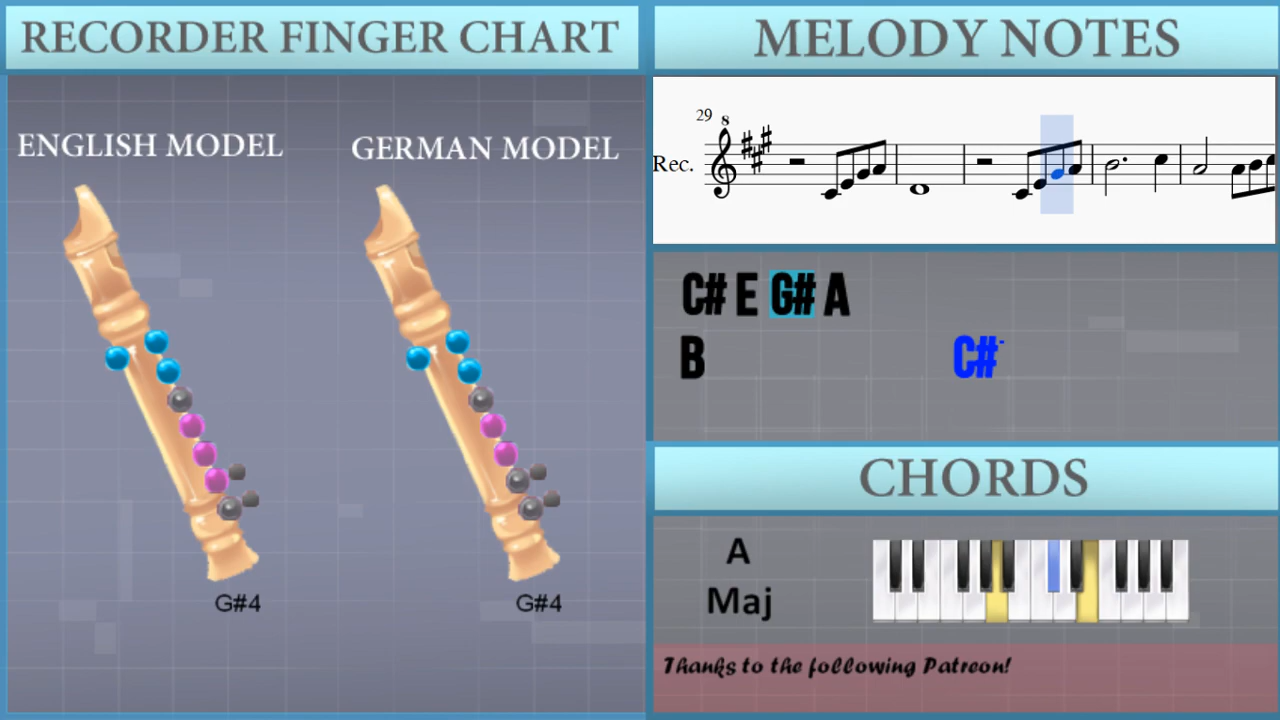 RECORDER FINGER CHART
ENGLISH MODEL
GERMAN MODEL
G#4
G#4
MELODY NOTES
29
8
Rec.
C# E G# A
B C#
CHORDS
A
Maj
Thanks to the following Patreon!